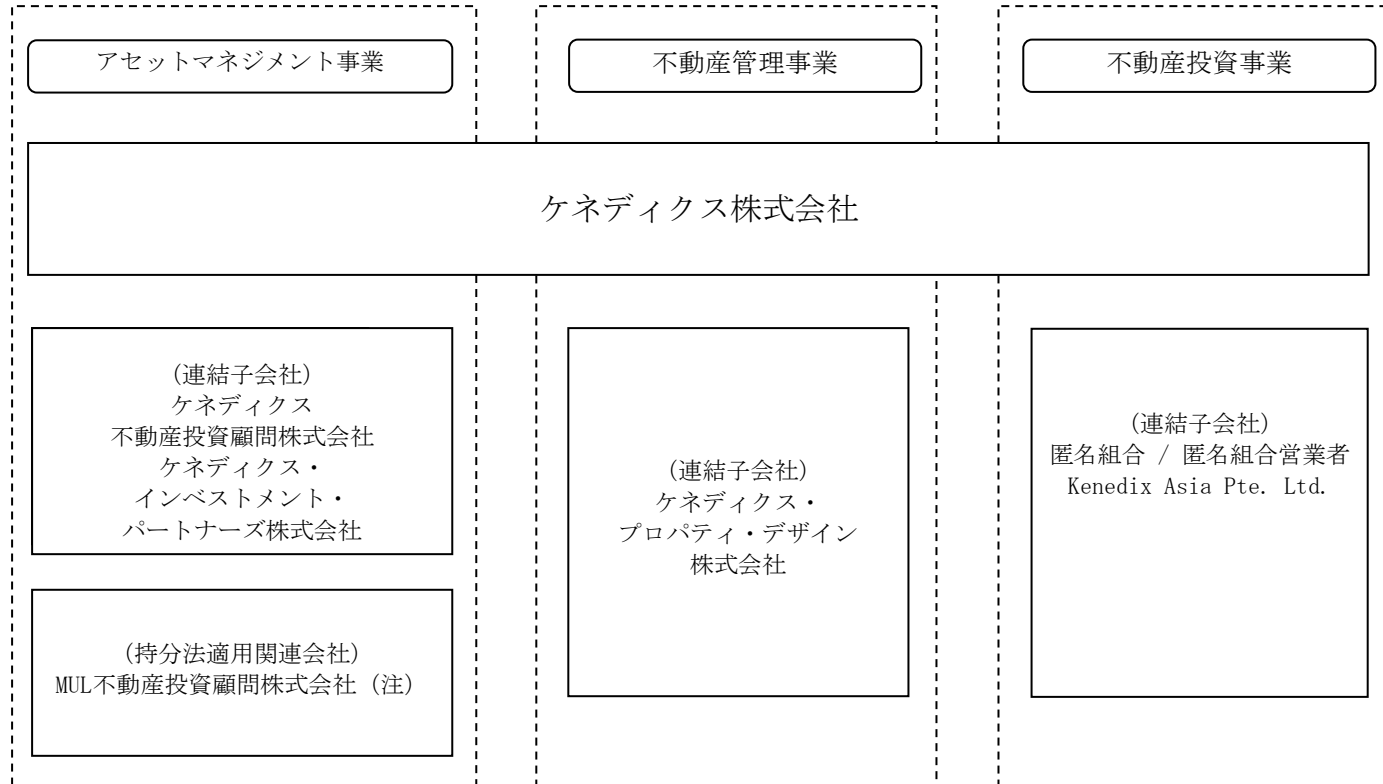 アセットマネジメント事業
不動産管理事業
不動産投資事業
ケネディクス株式会社
(連結子会社)
ケネディクス
不動産投資顧問株式会社
ケネディクス・
インベストメント・
パートナーズ株式会社
(持分法適用関連会社)
MUL不動産投資顧問株式会社 (注)
(連結子会社)
ケネディクス・
プロパティ・デザイン
株式会社
(連結子会社)
匿名組合 / 匿名組合営業者
Kenedix Asia Pte. Ltd.